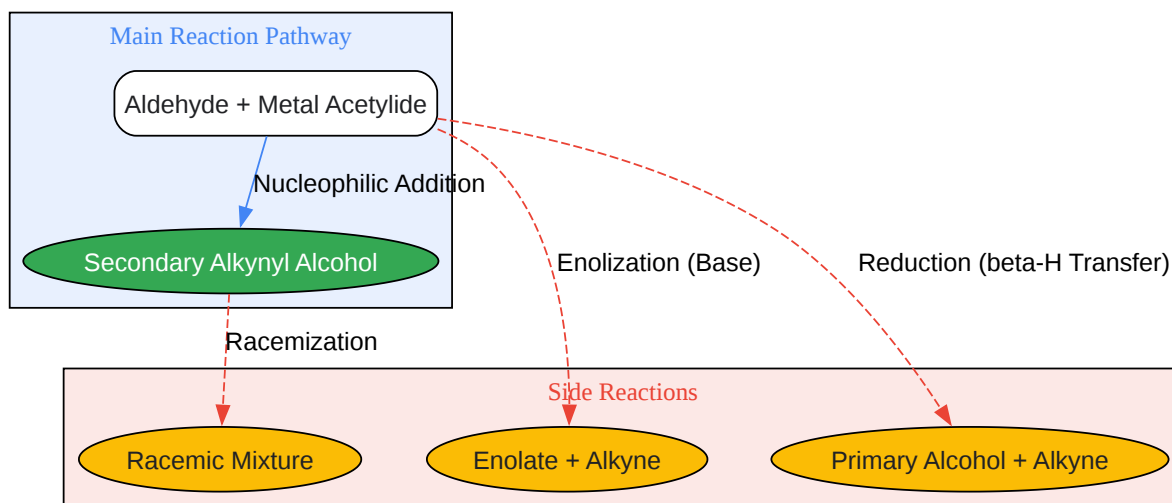 Main Reaction Pathway
Aldehyde + Metal Acetylide
Nucleophilic Addition
Secondary Alkynyl Alcohol
Enolization (Base)
Reduction (beta-H Transfer)
Racemization
Side Reactions
Racemic Mixture
Enolate + Alkyne
Primary Alcohol + Alkyne